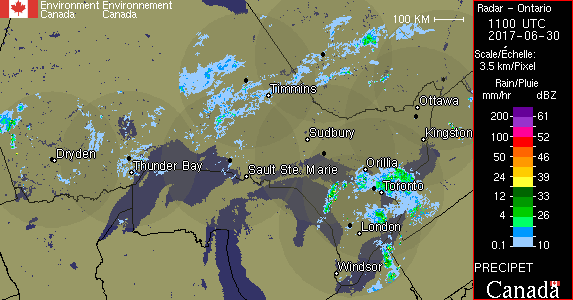 Environment Environnement
Canada Canada
100 KM
Timmins
Ottawa
Sudbury
Kingston
Dryden
Thunder Bay
Sault Ste. Marie
Orillia
Toronto
London
Windsor
Radar - Ontario
1100 UTC
2017-06-30
Scale/Échelle:
3.5 km/Pixel
Rain/Pluie
mm/hr dBZ
200 61
100 52
50 46
24 39
12 33
4 26
0.1 10
PRECIPET
Canada